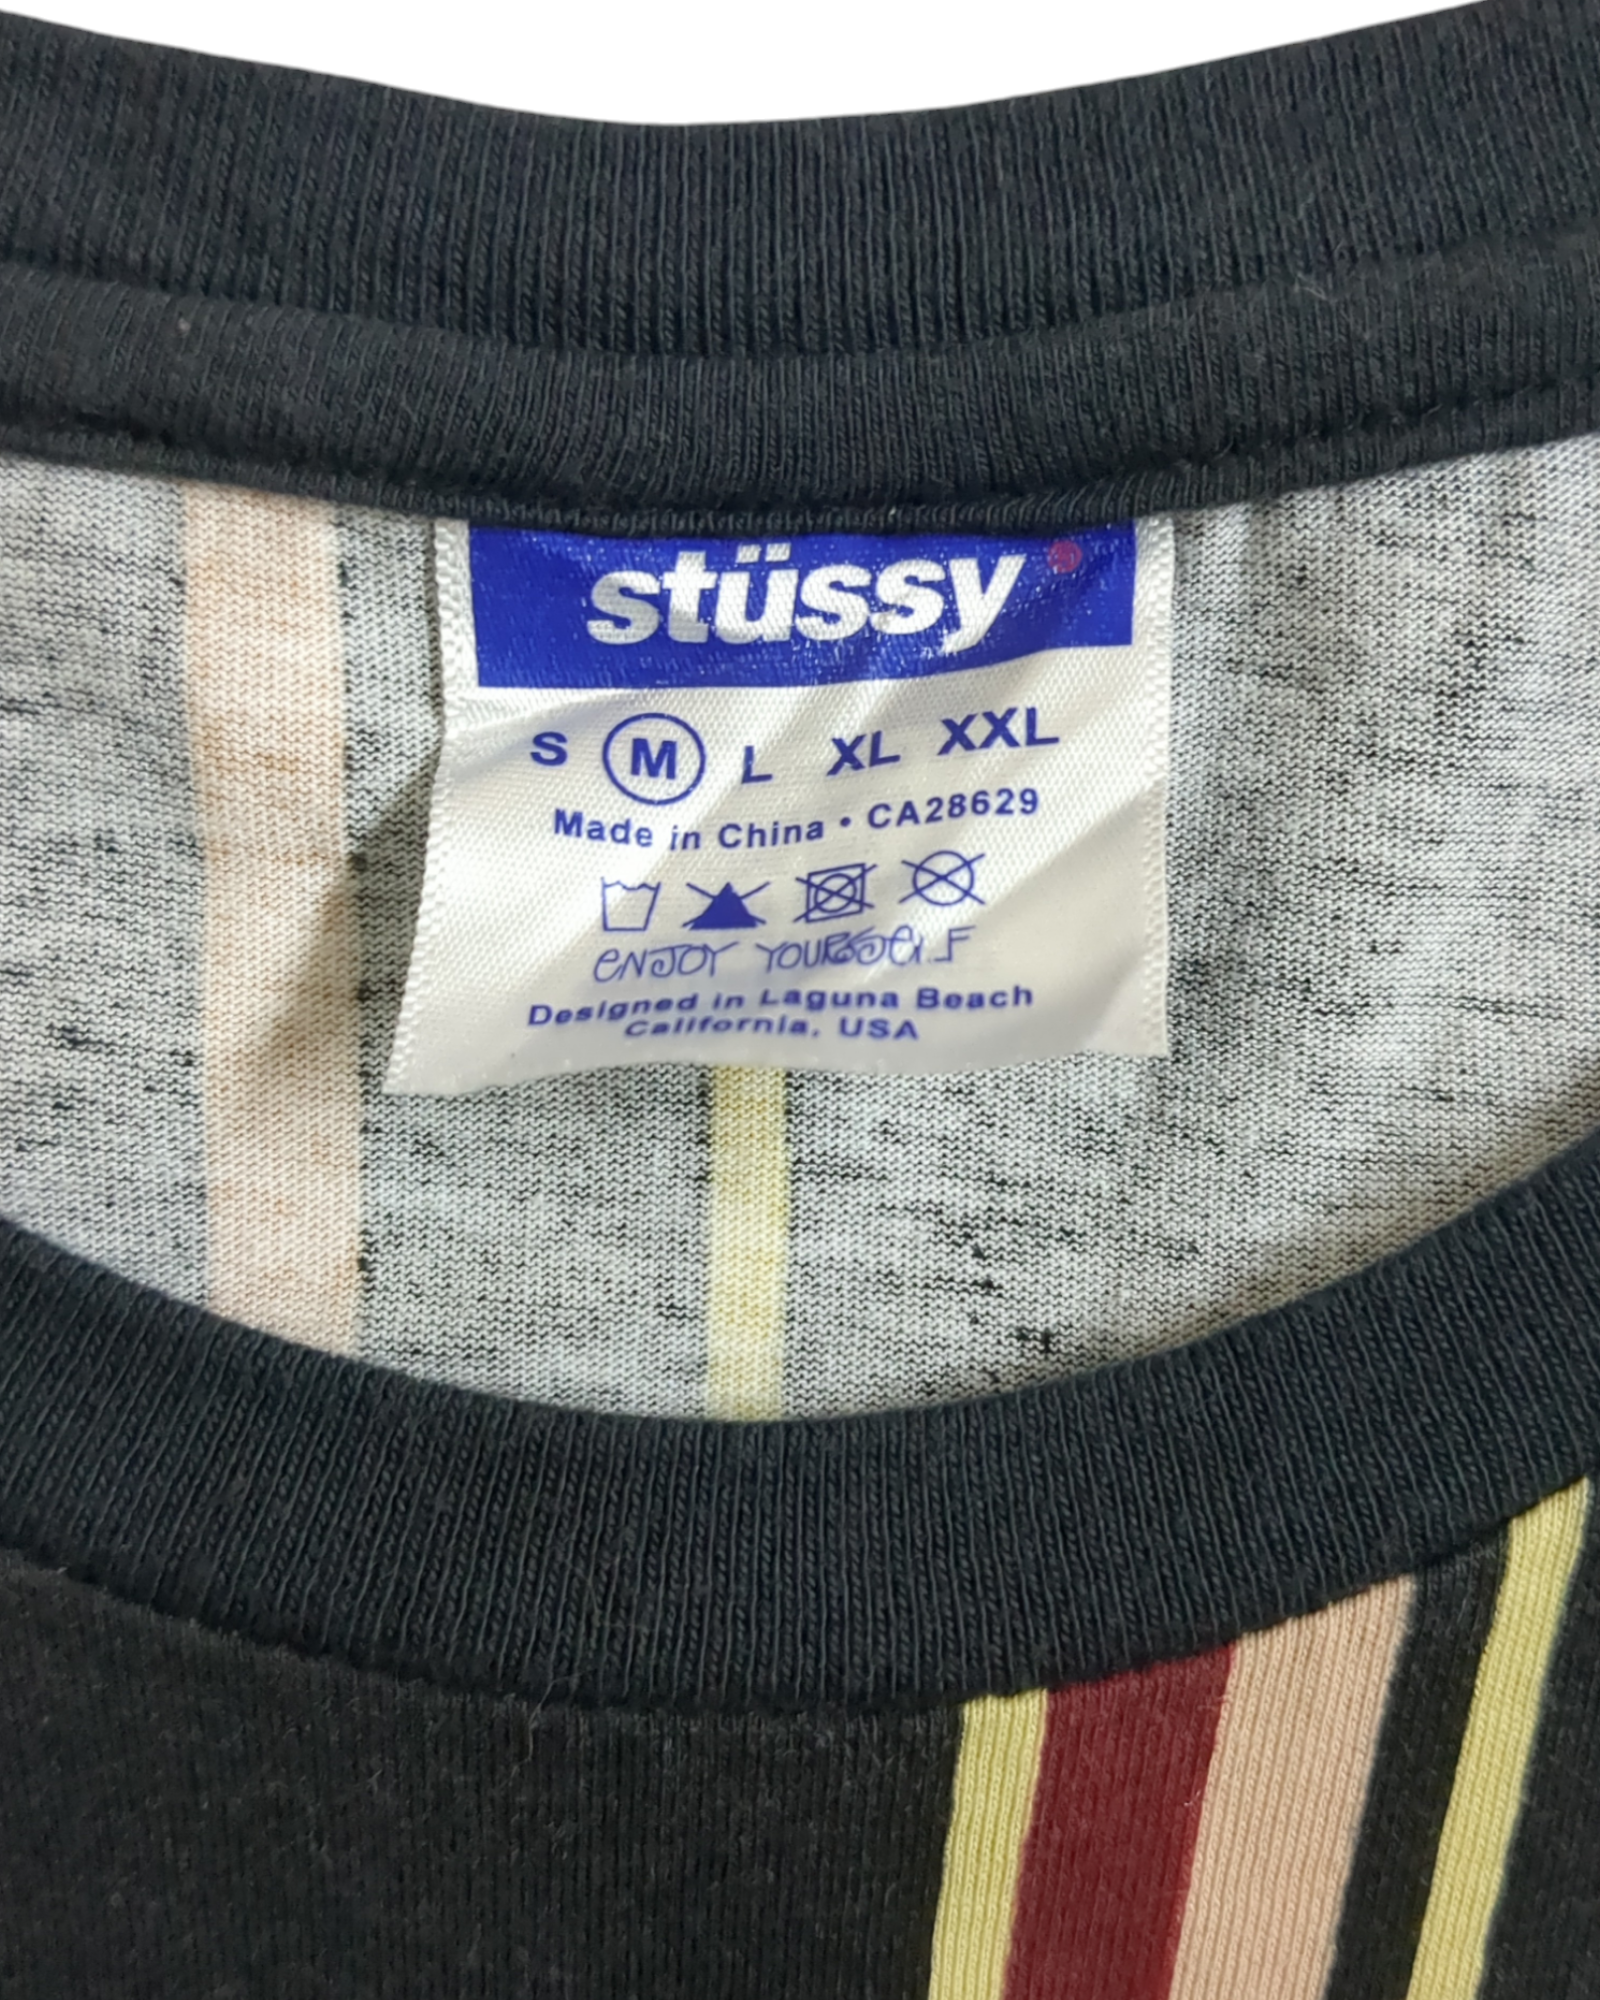 stüssy
S M L XL XXL
Made in China • CA28629
ENJOY YOURSELF
Designed in Laguna Beach
California, USA